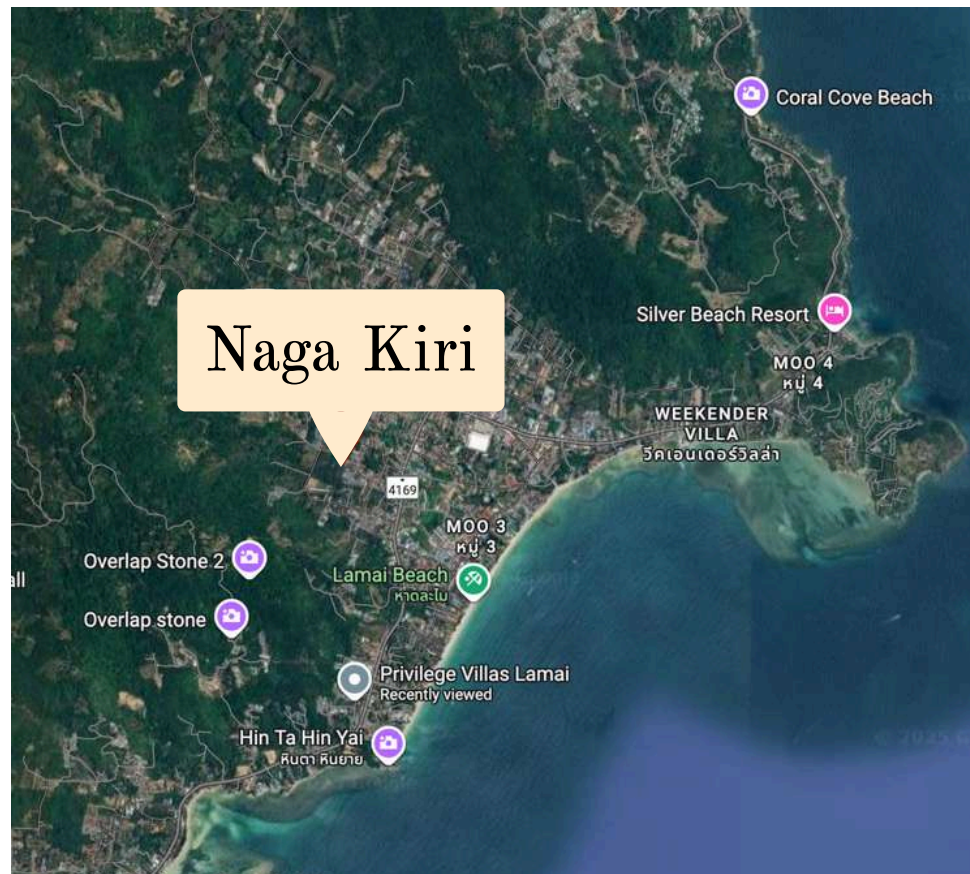 Coral Cove Beach
Silver Beach Resort
MOO 4
หมู่ 4
Naga Kiri
WEEKENDER
VILLA
วีคเอนเดอร์วิลล่า
4169
MOO 3
หมู่ 3
Overlap Stone 2
Lamai Beach
หาดละไม
all
Overlap stone
Privilege Villas Lamai
Recently viewed
Hin Ta Hin Yai
หินตา หินยาย